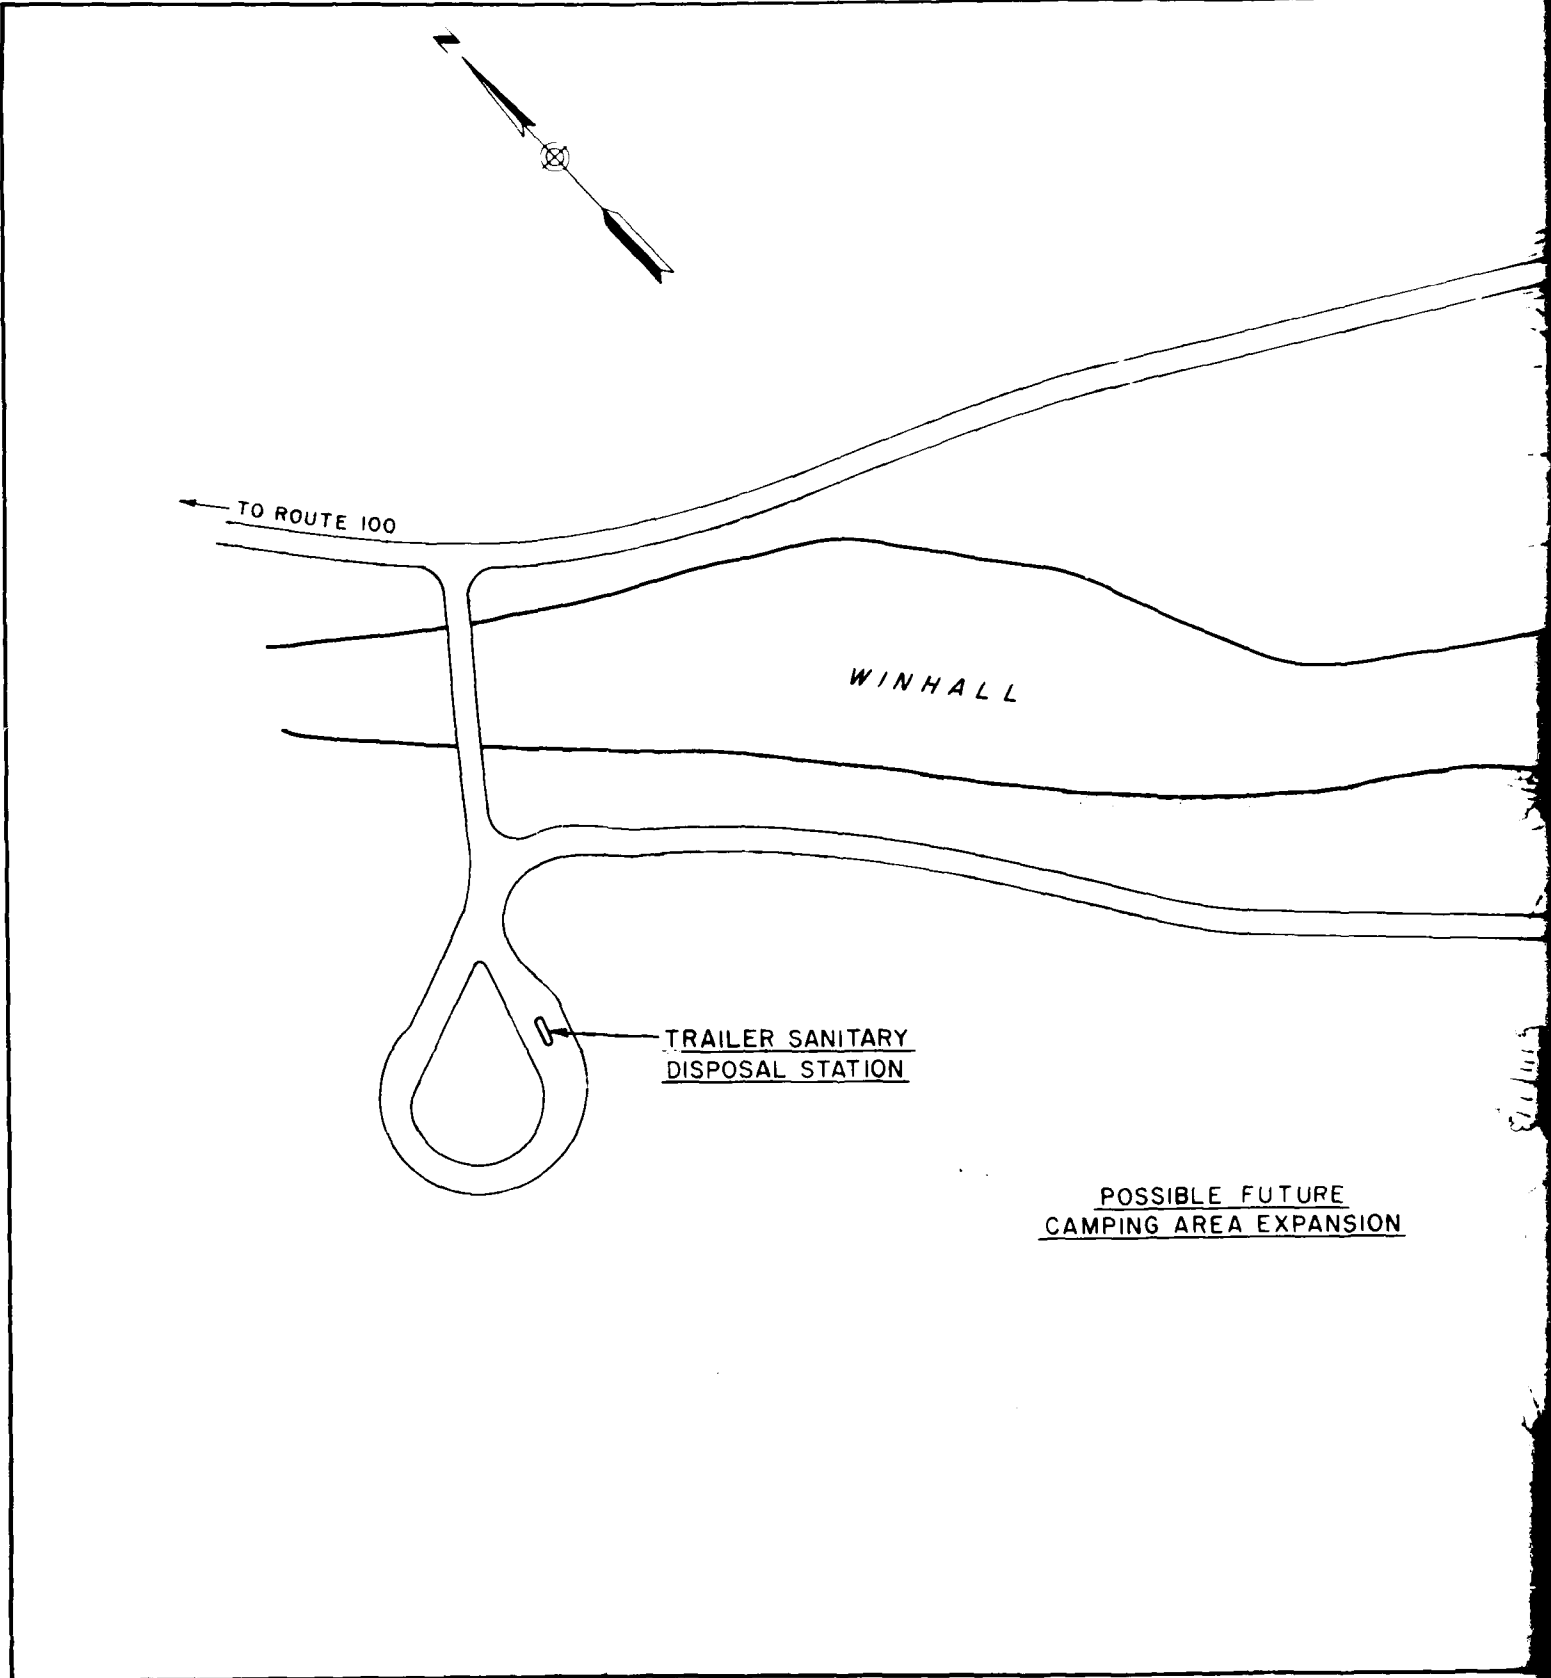 N
TO ROUTE 100
WINHALL
TRAILER SANITARY
DISPOSAL STATION
POSSIBLE FUTURE
CAMPING AREA EXPANSION